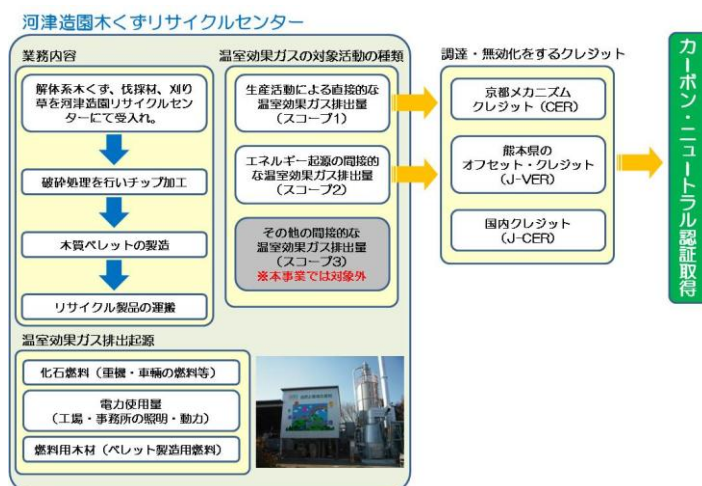 河津造園木くずリサイクルセンター
業務内容
解体系木くず、伐採材、刈り
草を河津造園リサイクルセン
ターにて受入れ。
破砕処理を行いチップ加工
木質ペレットの製造
リサイクル製品の運搬
温室効果ガスの対象活動の種類
生産活動による直接的な
温室効果ガス排出量
（スコープ1）
エネルギー起源の間接的
な温室効果ガス排出量
（スコープ2）
その他の間接的な
温室効果ガス排出量
（スコープ3）
※本事業では対象外
調達・無効化をするクレジット
京都メカニズム
クレジット（CER）
熊本県の
オフセット・クレジット
（J-VER）
国内クレジット
（J-CER）
カーボン・ニュートラル認証取得
温室効果ガス排出起源
化石燃料（重機・車輌の燃料等）
電力使用量
（工場・事務所の照明・動力）
燃料用木材（ペレット製造用燃料）